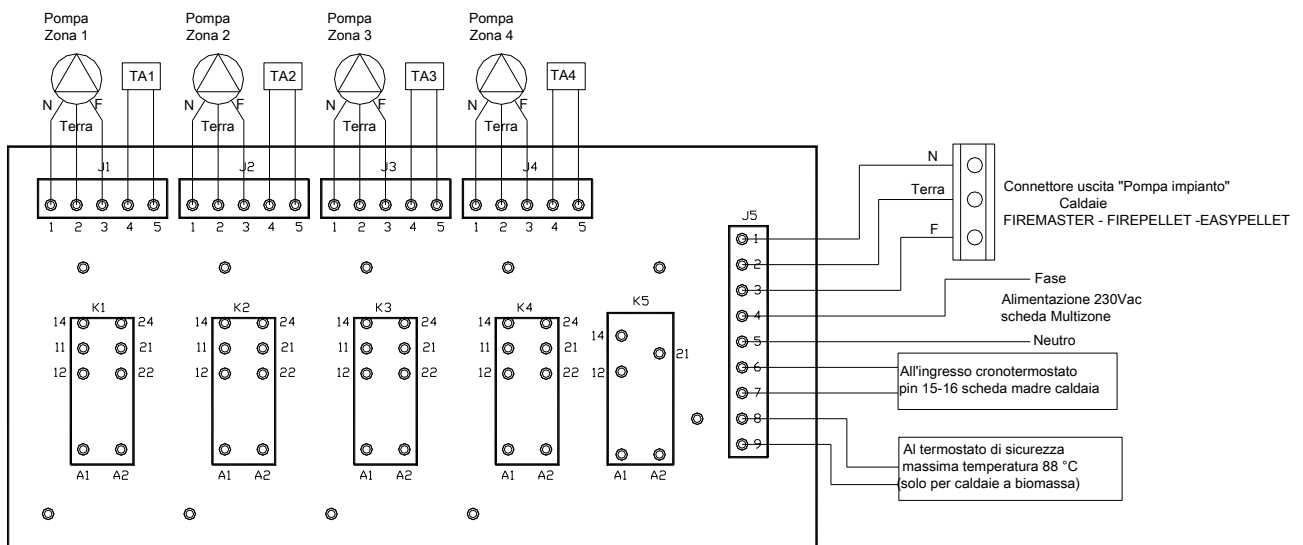 Pompa
Zona 1
Pompa
Zona 2
Pompa
Zona 3
Pompa
Zona 4
TA1
TA2
TA3
TA4
N
F
N
F
N
F
N
F
Terra
Terra
Terra
Terra
J1
J2
J3
J4
1 2 3 4 5
1 2 3 4 5
1 2 3 4 5
1 2 3 4 5
N
Terra
F
Connettore uscita "Pompa impianto"
Caldaie
FIREMASTER - FIREPELLET -EASYPELLET
J5
1
2
3
4
5
6
7
8
9
Fase
Alimentazione 230Vac
scheda Multizone
Neutro
All'ingresso cronotermostato
pin 15-16 scheda madre caldaia
Al termostato di sicurezza
massima temperatura 88 °C
(solo per caldaie a biomassa)
K1
14 24
11 21
12 22
A1 A2
K2
14 24
11 21
12 22
A1 A2
K3
14 24
11 21
12 22
A1 A2
K4
14 24
11 21
12 22
A1 A2
K5
14
21
12
A1 A2